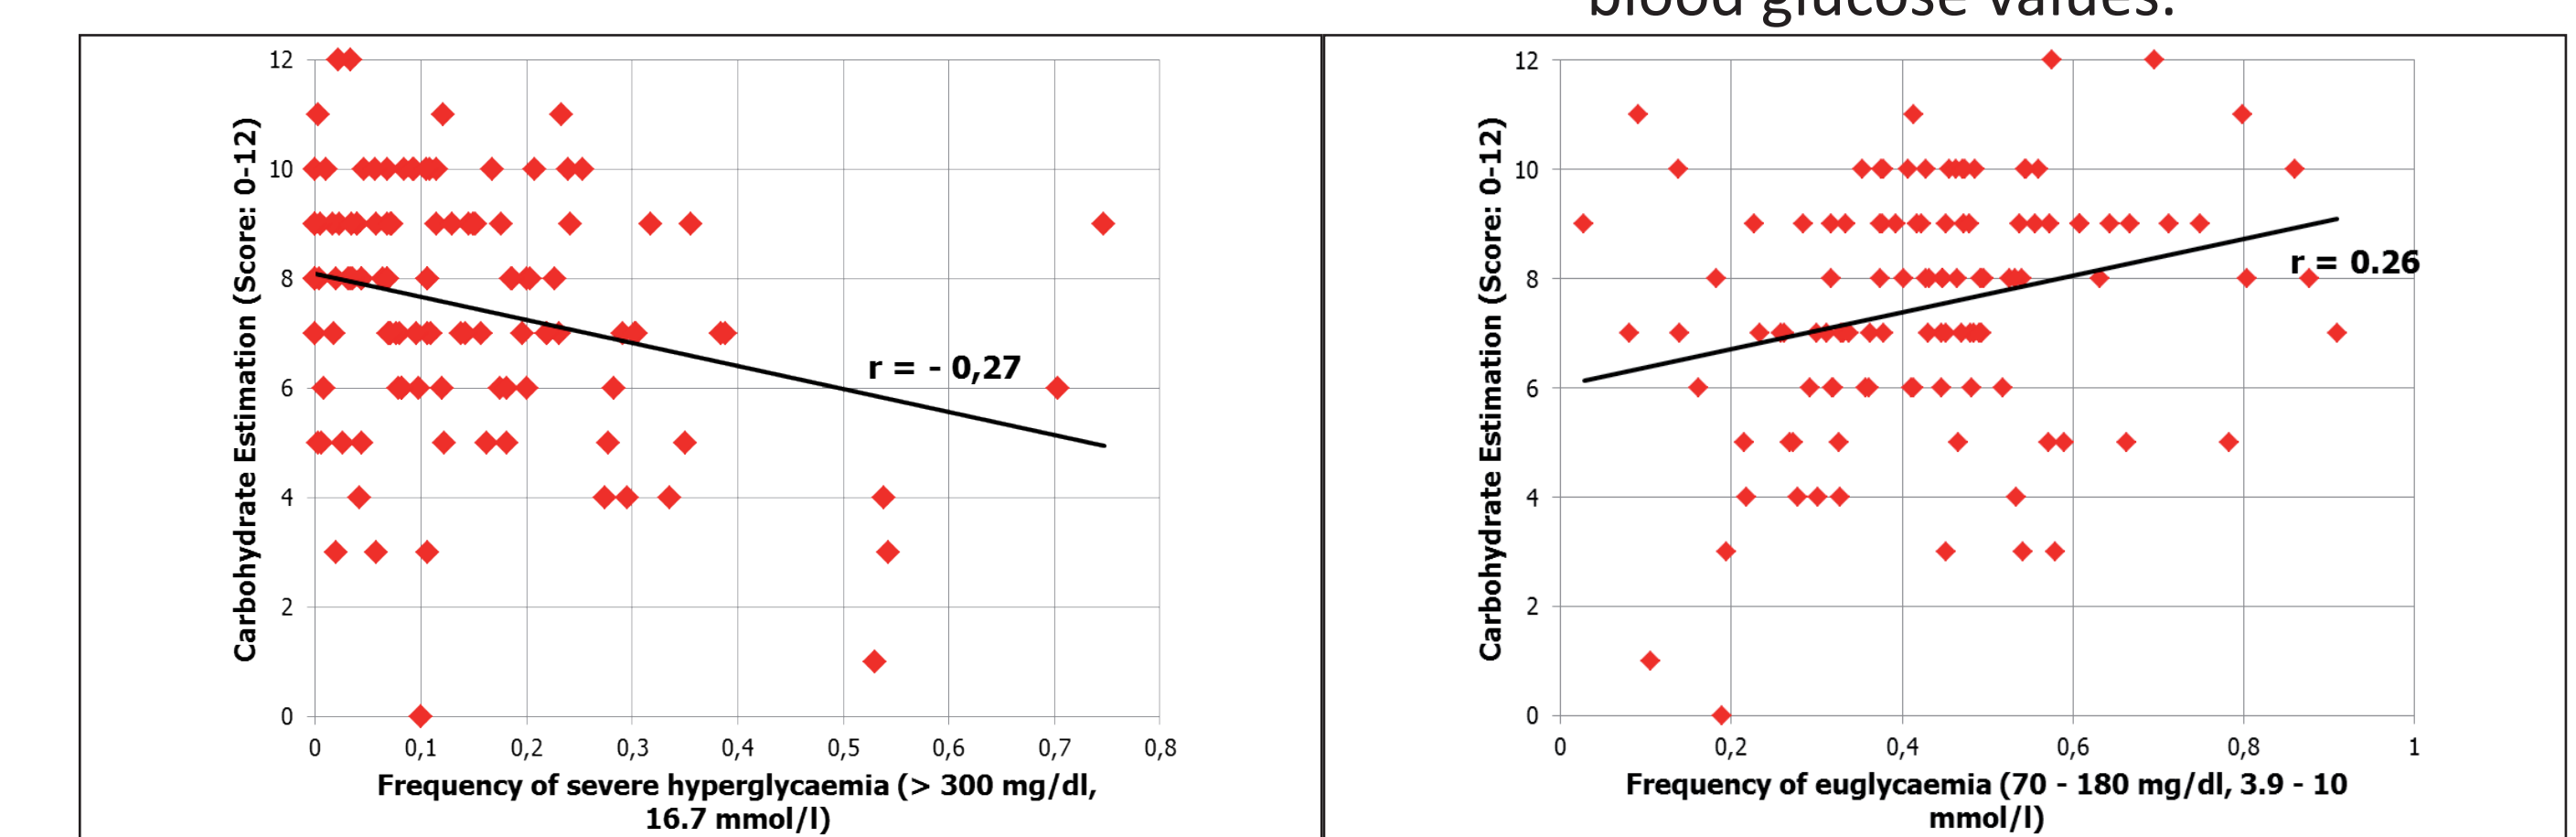 blood glucose values.
12
10
8
6
4
2
0
Carbohydrate Estimation (Score: 0-12)
r = - 0,27
0 0,1 0,2 0,3 0,4 0,5 0,6 0,7 0,8
Frequency of severe hyperglycaemia (> 300 mg/dl,
16.7 mmol/l)
12
10
8
6
4
2
0
Carbohydrate Estimation (Score: 0-12)
r = 0.26
0 0,2 0,4 0,6 0,8 1
Frequency of euglycaemia (70 - 180 mg/dl, 3.9 - 10
mmol/l)